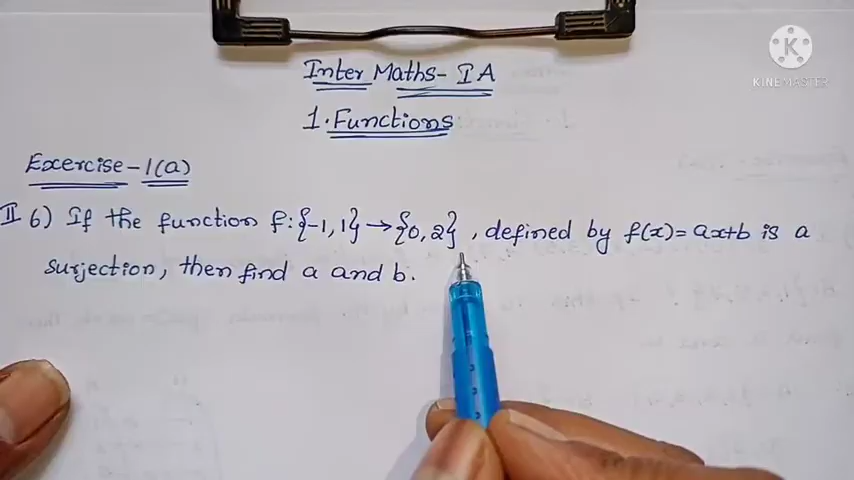 K
KINEMASTER
Inter Maths-IA
1.Functions
Exercise-1(a)
II 6) If the function f:{-1,1}→{0,2}, defined by f(x)=ax+b is a
surjection, then find a and b.